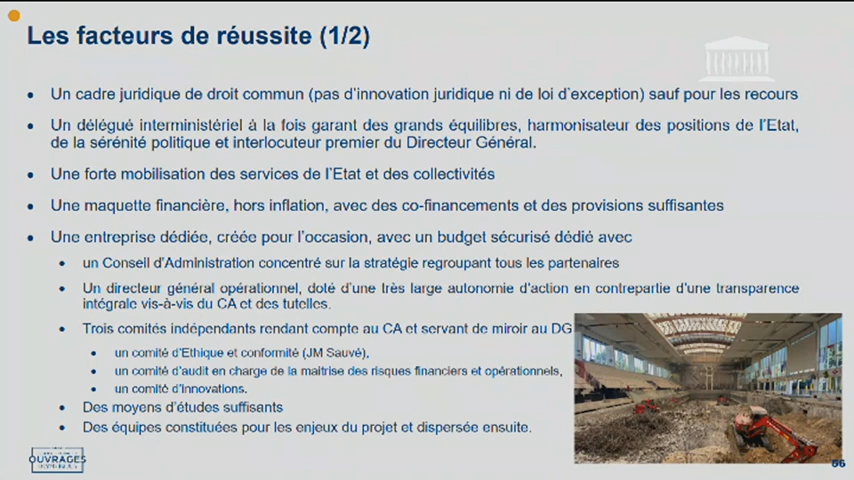 Les facteurs de réussite (1/2)
• Un cadre juridique de droit commun (pas d'innovation juridique ni de loi d'exception) sauf pour les recours
• Un délégué interministériel à la fois garant des grands équilibres, harmonisateur des positions de l'Etat,
de la sérénité politique et interlocuteur premier du Directeur Général.
• Une forte mobilisation des services de l'Etat et des collectivités
• Une maquette financière, hors inflation, avec des co-financements et des provisions suffisantes
• Une entreprise dédiée, créée pour l'occasion, avec un budget sécurisé dédié avec
• un Conseil d'Administration concentré sur la stratégie regroupant tous les partenaires
• Un directeur général opérationnel, doté d'une très large autonomie d'action en contrepartie d'une transparence
intégrale vis-à-vis du CA et des tutelles.
• Trois comités indépendants rendant compte au CA et servant de miroir au DG
• un comité d'Ethique et conformité (JM Sauvé),
• un comité d'audit en charge de la maitrise des risques financiers et opérationnels,
• un comité d'innovations.
• Des moyens d'études suffisants
• Des équipes constituées pour les enjeux du projet et dispersée ensuite.
OUVRAGES
56